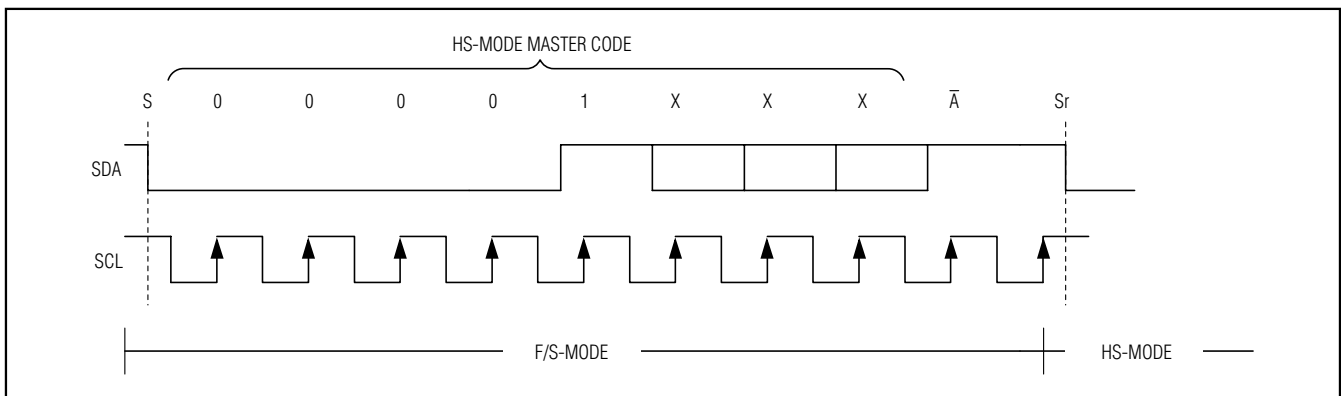 HS-MODE MASTER CODE
S 0 0 0 0 1 X X X A̅ Sr
SDA
SCL
F/S-MODE HS-MODE